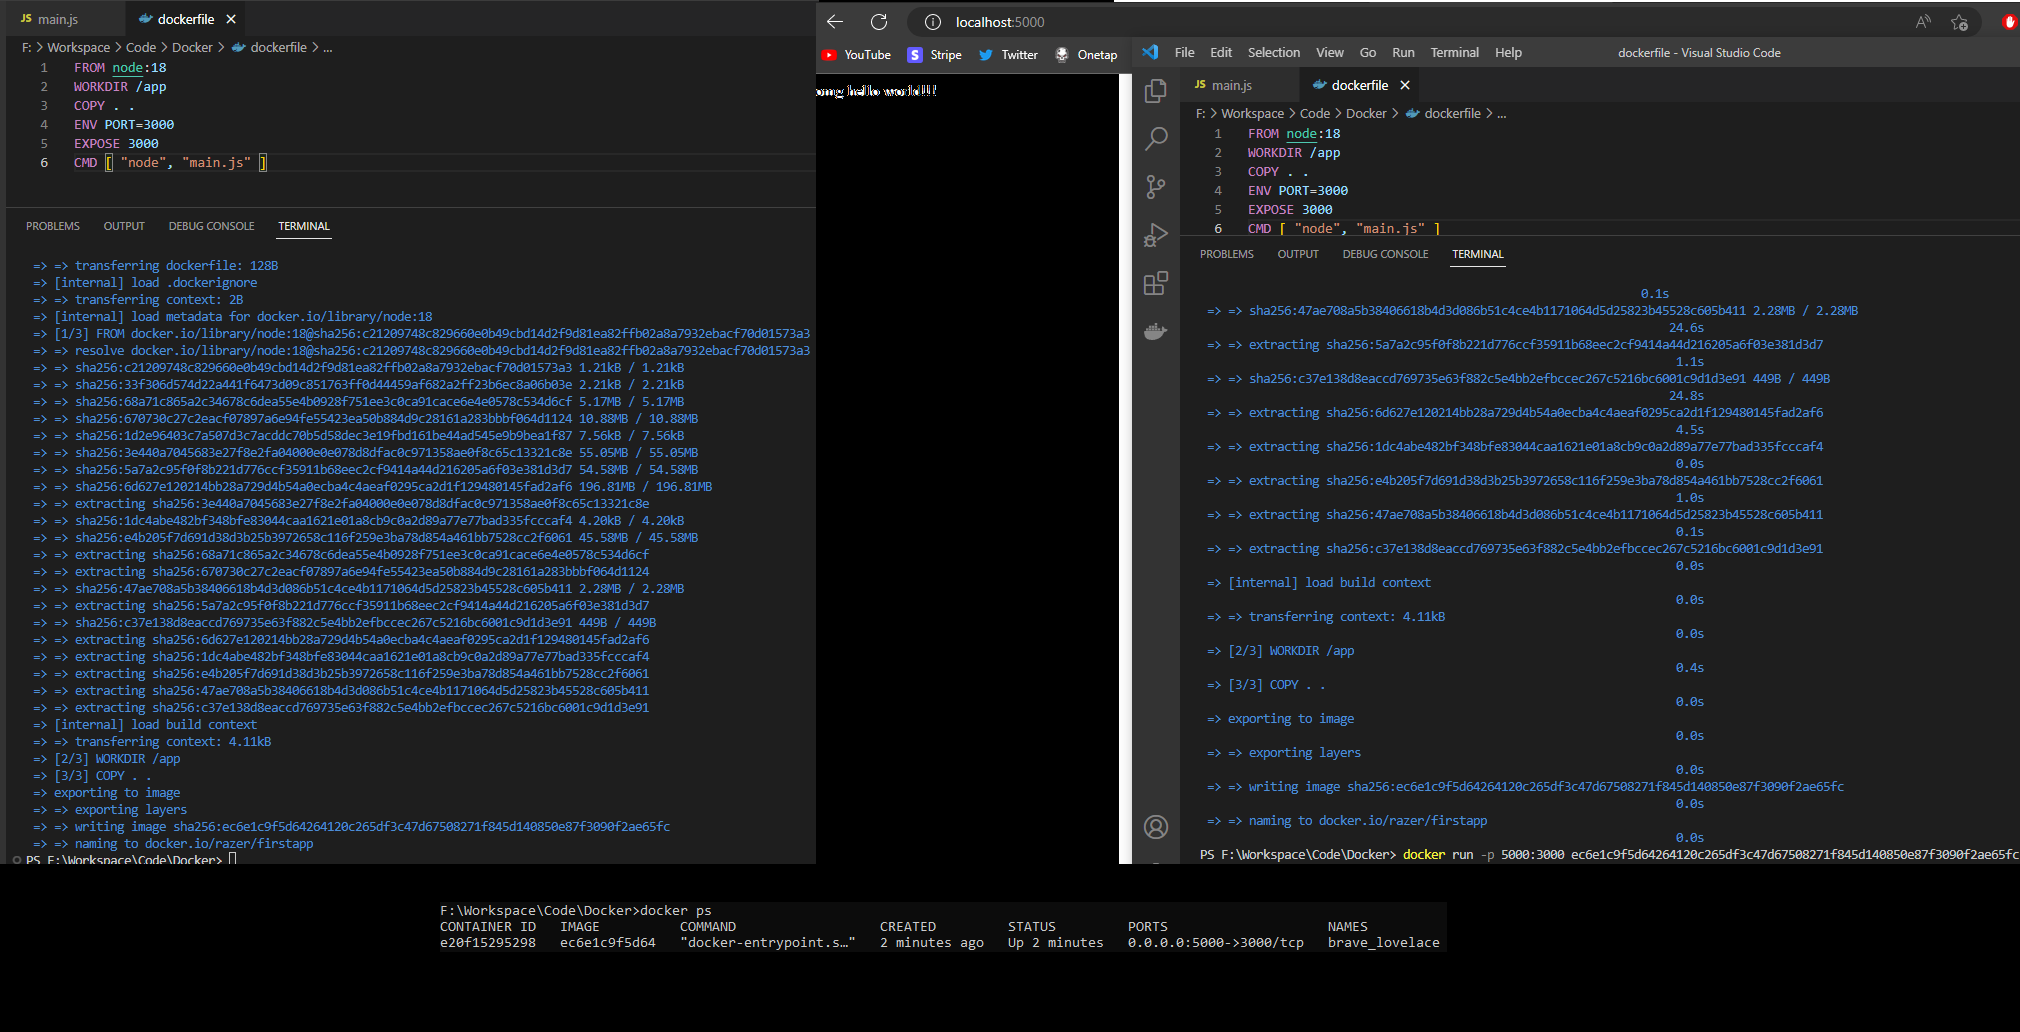 JS main.js dockerfile ×
F: > Workspace > Code > Docker > dockerfile > ...
1 FROM node:18
2 WORKDIR /app
3 COPY . .
4 ENV PORT=3000
5 EXPOSE 3000
6 CMD [ "node", "main.js" ]
PROBLEMS OUTPUT DEBUG CONSOLE TERMINAL
=> => transferring dockerfile: 128B
=> [internal] load .dockerignore
=> => transferring context: 2B
=> [internal] load metadata for docker.io/library/node:18
=> [1/3] FROM docker.io/library/node:18@sha256:c21209748c829660e0b49cbd14d2f9d81ea82ffb02a8a7932ebacf70d01573a3
=> => resolve docker.io/library/node:18@sha256:c21209748c829660e0b49cbd14d2f9d81ea82ffb02a8a7932ebacf70d01573a3
=> => sha256:c21209748c829660e0b49cbd14d2f9d81ea82ffb02a8a7932ebacf70d01573a3 1.21kB / 1.21kB
=> => sha256:33f306d574d22a441f6473d09c851763ff0d44459af682a2ff23b6ec8a06b03e 2.21kB / 2.21kB
=> => sha256:68a71c865a2c34678c6dea55e4b0928f751ee3c0ca91cace6e4e0578c534d6cf 5.17MB / 5.17MB
=> => sha256:670730c27c2eacf07897a6e94fe55423ea50b884d9c28161a283bbbf064d1124 10.88MB / 10.88MB
=> => sha256:1d2e96403c7a507d3c7acddc70b5d58dec3e19fbd161be44ad545e9b9bea1f87 7.56kB / 7.56kB
=> => sha256:3e440a7045683e27f8e2fa04000e0e078d8dfac0c971358ae0f8c65c13321c8e 55.05MB / 55.05MB
=> => sha256:5a7a2c95f0f8b221d776ccf35911b68eec2cf9414a44d216205a6f03e381d3d7 54.58MB / 54.58MB
=> => sha256:6d627e120214bb28a729d4b54a0ecba4c4aeaf0295ca2d1f129480145fad2af6 196.81MB / 196.81MB
=> => extracting sha256:3e440a7045683e27f8e2fa04000e0e078d8dfac0c971358ae0f8c65c13321c8e
=> => sha256:1dc4abe482bf348bfe83044caa1621e01a8cb9c0a2d89a77e77bad335fcccaf4 4.20kB / 4.20kB
=> => sha256:e4b205f7d691d38d3b25b3972658c116f259e3ba78d854a461bb7528cc2f6061 45.58MB / 45.58MB
=> => extracting sha256:68a71c865a2c34678c6dea55e4b0928f751ee3c0ca91cace6e4e0578c534d6cf
=> => extracting sha256:670730c27c2eacf07897a6e94fe55423ea50b884d9c28161a283bbbf064d1124
=> => sha256:47ae708a5b38406618b4d3d086b51c4ce4b1171064d5d25823b45528c605b411 2.28MB / 2.28MB
=> => extracting sha256:5a7a2c95f0f8b221d776ccf35911b68eec2cf9414a44d216205a6f03e381d3d7
=> => sha256:c37e138d8eaccd769735e63f882c5e4bb2efbccec267c5216bc6001c9d1d3e91 449B / 449B
=> => extracting sha256:6d627e120214bb28a729d4b54a0ecba4c4aeaf0295ca2d1f129480145fad2af6
=> => extracting sha256:1dc4abe482bf348bfe83044caa1621e01a8cb9c0a2d89a77e77bad335fcccaf4
=> => extracting sha256:e4b205f7d691d38d3b25b3972658c116f259e3ba78d854a461bb7528cc2f6061
=> => extracting sha256:47ae708a5b38406618b4d3d086b51c4ce4b1171064d5d25823b45528c605b411
=> => extracting sha256:c37e138d8eaccd769735e63f882c5e4bb2efbccec267c5216bc6001c9d1d3e91
=> [internal] load build context
=> => transferring context: 4.11kB
=> [2/3] WORKDIR /app
=> [3/3] COPY . .
=> exporting to image
=> => exporting layers
=> => writing image sha256:ec6e1c9f5d64264120c265df3c47d67508271f845d140850e87f3090f2ae65fc
=> => naming to docker.io/razer/firstapp
PS F:\Workspace\Code\Docker>
localhost:5000
YouTube S Stripe Twitter Onetap
omg hello world!!!
File Edit Selection View Go Run Terminal Help dockerfile - Visual Studio Code
JS main.js dockerfile ×
F: > Workspace > Code > Docker > dockerfile > ...
1 FROM node:18
2 WORKDIR /app
3 COPY . .
4 ENV PORT=3000
5 EXPOSE 3000
6 CMD [ "node", "main.js" ]
PROBLEMS OUTPUT DEBUG CONSOLE TERMINAL
0.1s
=> => sha256:47ae708a5b38406618b4d3d086b51c4ce4b1171064d5d25823b45528c605b411 2.28MB / 2.28MB
24.6s
=> => extracting sha256:5a7a2c95f0f8b221d776ccf35911b68eec2cf9414a44d216205a6f03e381d3d7
1.1s
=> => sha256:c37e138d8eaccd769735e63f882c5e4bb2efbccec267c5216bc6001c9d1d3e91 449B / 449B
24.8s
=> => extracting sha256:6d627e120214bb28a729d4b54a0ecba4c4aeaf0295ca2d1f129480145fad2af6
4.5s
=> => extracting sha256:1dc4abe482bf348bfe83044caa1621e01a8cb9c0a2d89a77e77bad335fcccaf4
0.0s
=> => extracting sha256:e4b205f7d691d38d3b25b3972658c116f259e3ba78d854a461bb7528cc2f6061
1.0s
=> => extracting sha256:47ae708a5b38406618b4d3d086b51c4ce4b1171064d5d25823b45528c605b411
0.1s
=> => extracting sha256:c37e138d8eaccd769735e63f882c5e4bb2efbccec267c5216bc6001c9d1d3e91
0.0s
=> [internal] load build context
0.0s
=> => transferring context: 4.11kB
0.0s
=> [2/3] WORKDIR /app
0.4s
=> [3/3] COPY . .
0.0s
=> exporting to image
0.0s
=> => exporting layers
0.0s
=> => writing image sha256:ec6e1c9f5d64264120c265df3c47d67508271f845d140850e87f3090f2ae65fc
0.0s
=> => naming to docker.io/razer/firstapp
0.0s
PS F:\Workspace\Code\Docker> docker run -p 5000:3000 ec6e1c9f5d64264120c265df3c47d67508271f845d140850e87f3090f2ae65fc
F:\Workspace\Code\Docker>docker ps
CONTAINER ID IMAGE COMMAND CREATED STATUS PORTS NAMES
e20f15295298 ec6e1c9f5d64 "docker-entrypoint.s…" 2 minutes ago Up 2 minutes 0.0.0.0:5000->3000/tcp brave_lovelace